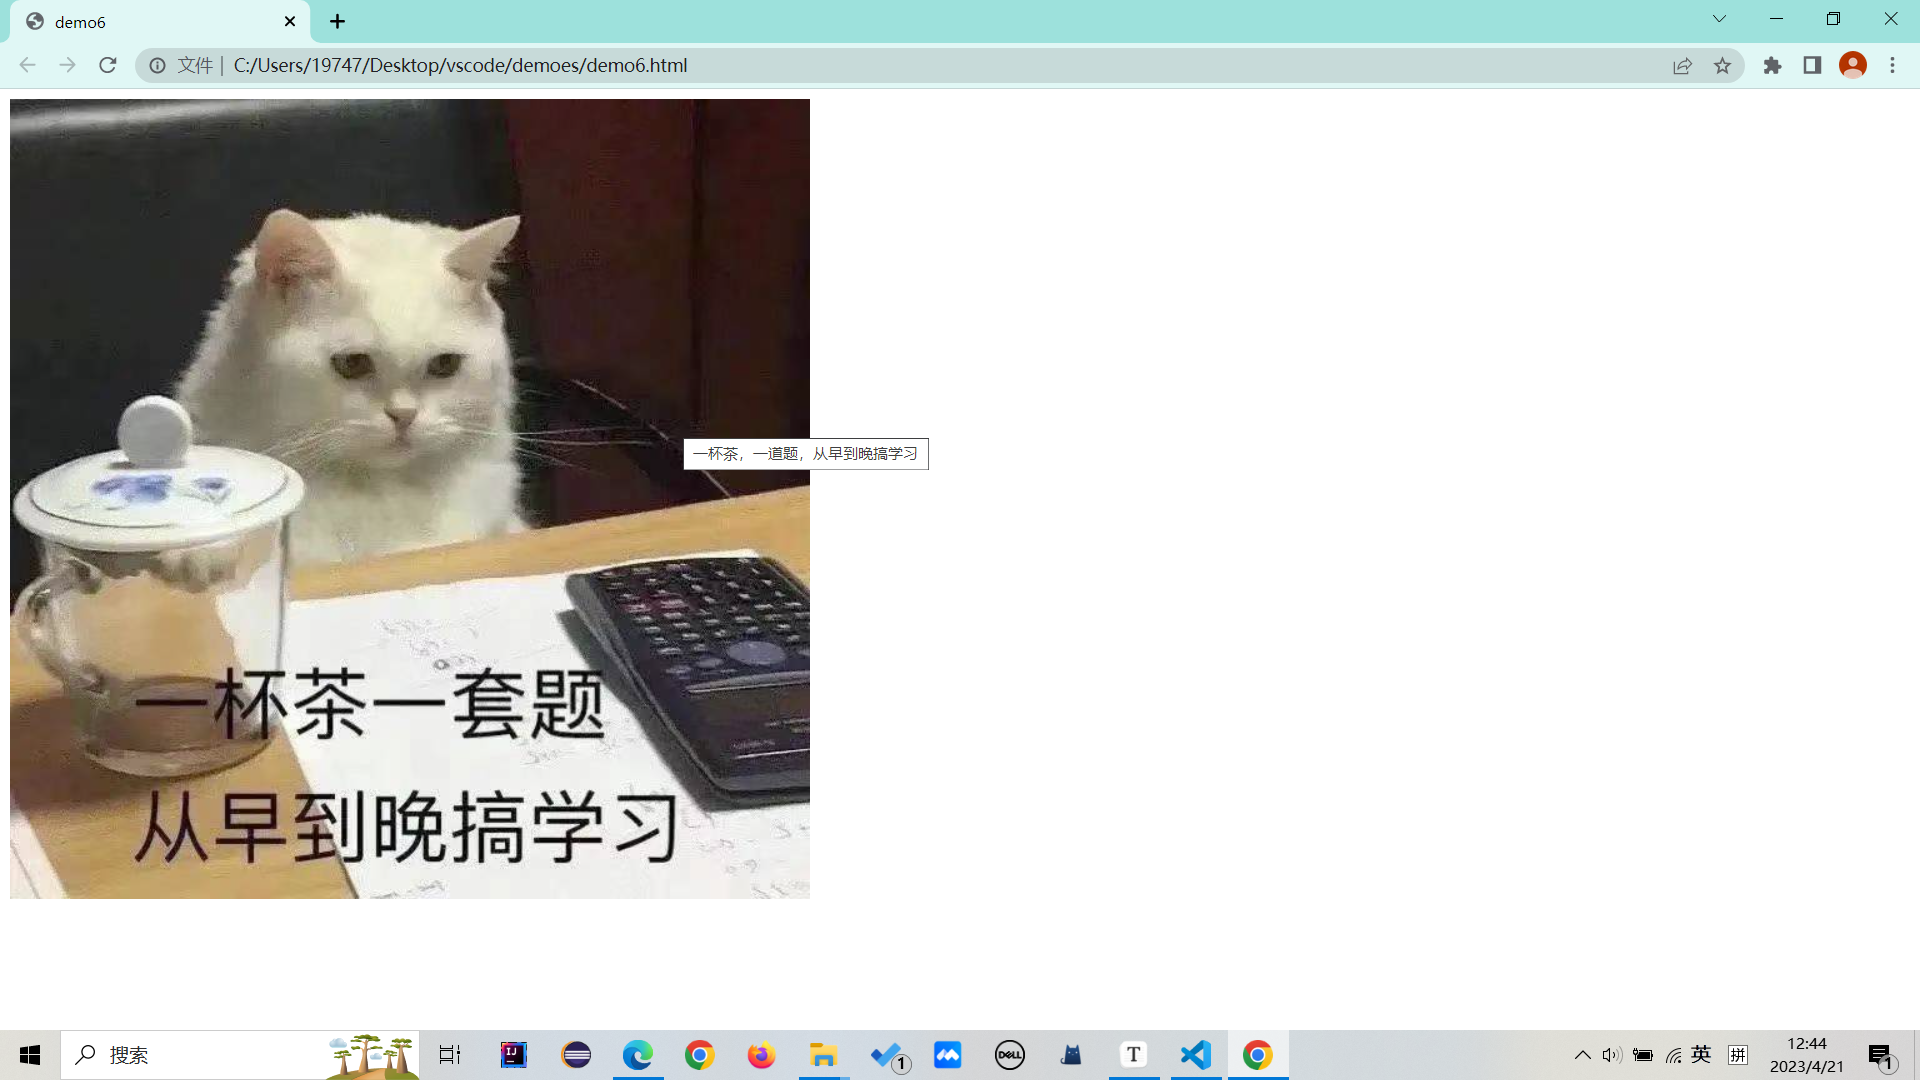 demo6
文件 | C:/Users/19747/Desktop/vscode/demoes/demo6.html
一杯茶，一道题，从早到晚搞学习
一杯茶一套题
从早到晚搞学习
搜索
IJ
1
DELL
T
英
拼
12:44
2023/4/21
1